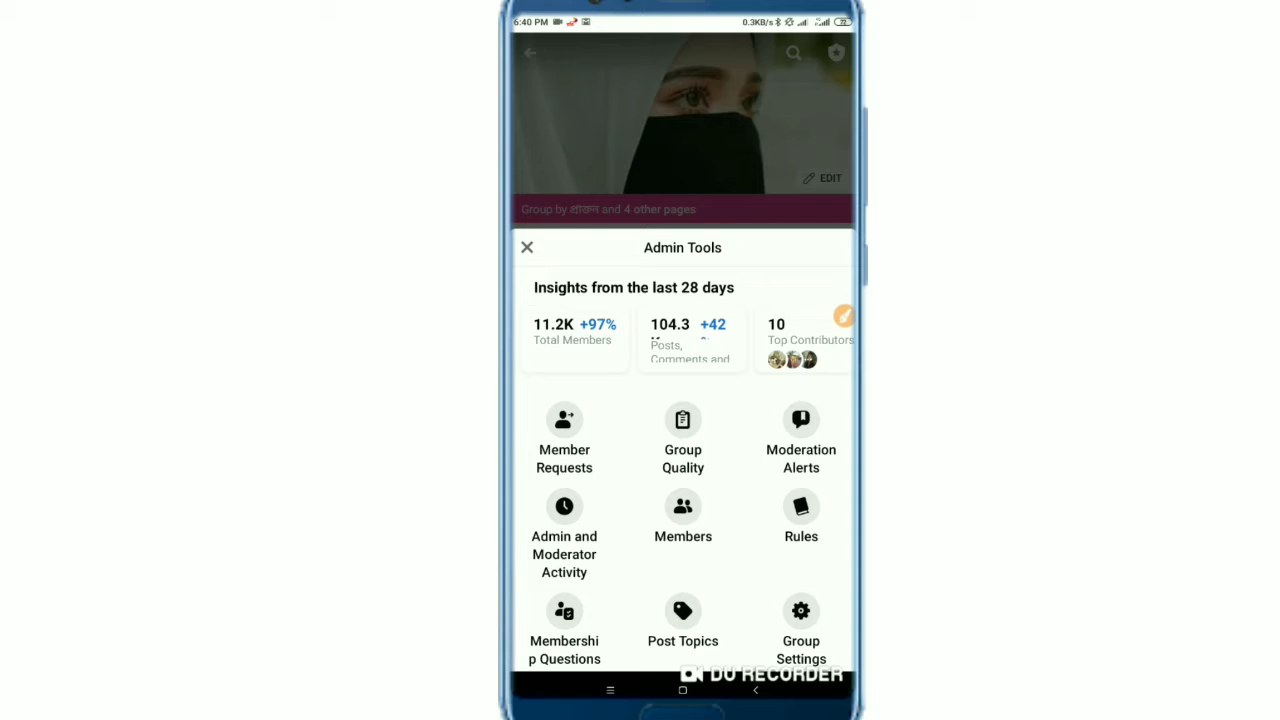 6:40 PM
0.3KB/s
72
EDIT
Group by প্রাক্তন and 4 other pages
Admin Tools
Insights from the last 28 days
11.2K +97%
Total Members
104.3 +42
Posts,
Comments and
10
Top Contributors
Member
Requests
Group
Quality
Moderation
Alerts
Admin and
Moderator
Activity
Members
Rules
Membershi
p Questions
Post Topics
Group
Settings
DU RECORDER